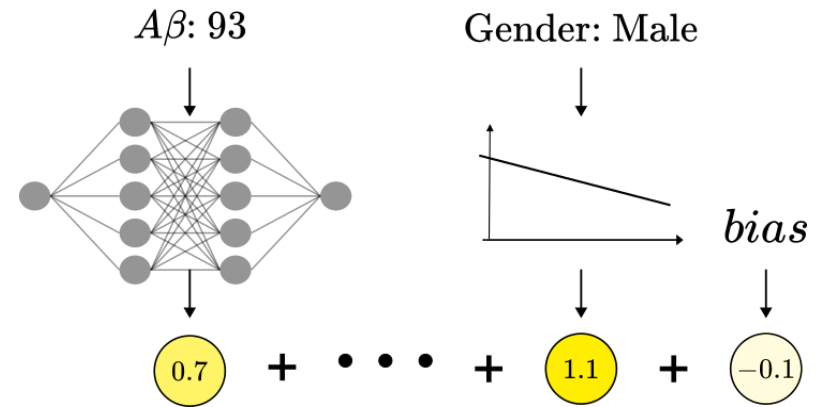 Aβ: 93
Gender: Male
bias
0.7 + • • • + 1.1 + −0.1